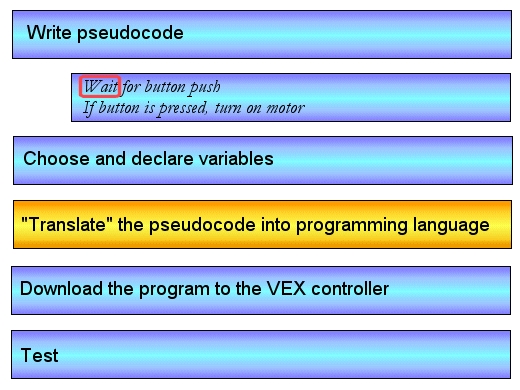 Write pseudocode
Wait for button push
If button is pressed, turn on motor
Choose and declare variables
"Translate" the pseudocode into programming language
Download the program to the VEX controller
Test